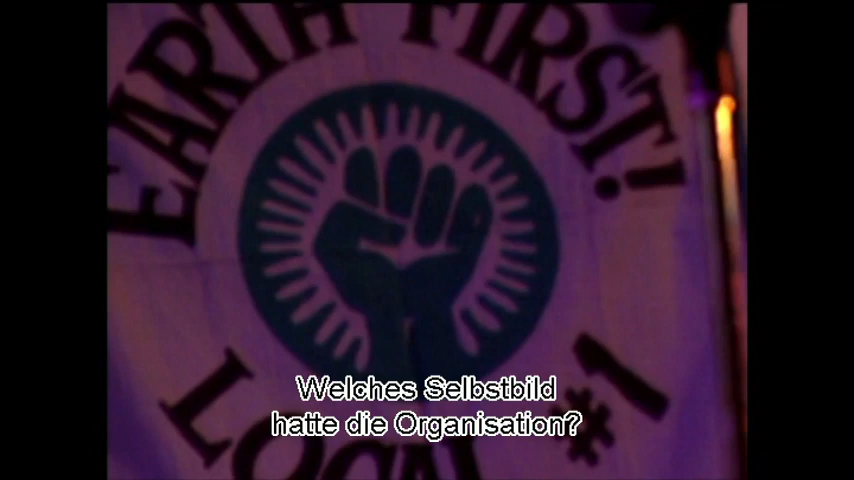 EARTH FIRST!
LOCAL #1
Welches Selbstbild
hatte die Organisation?